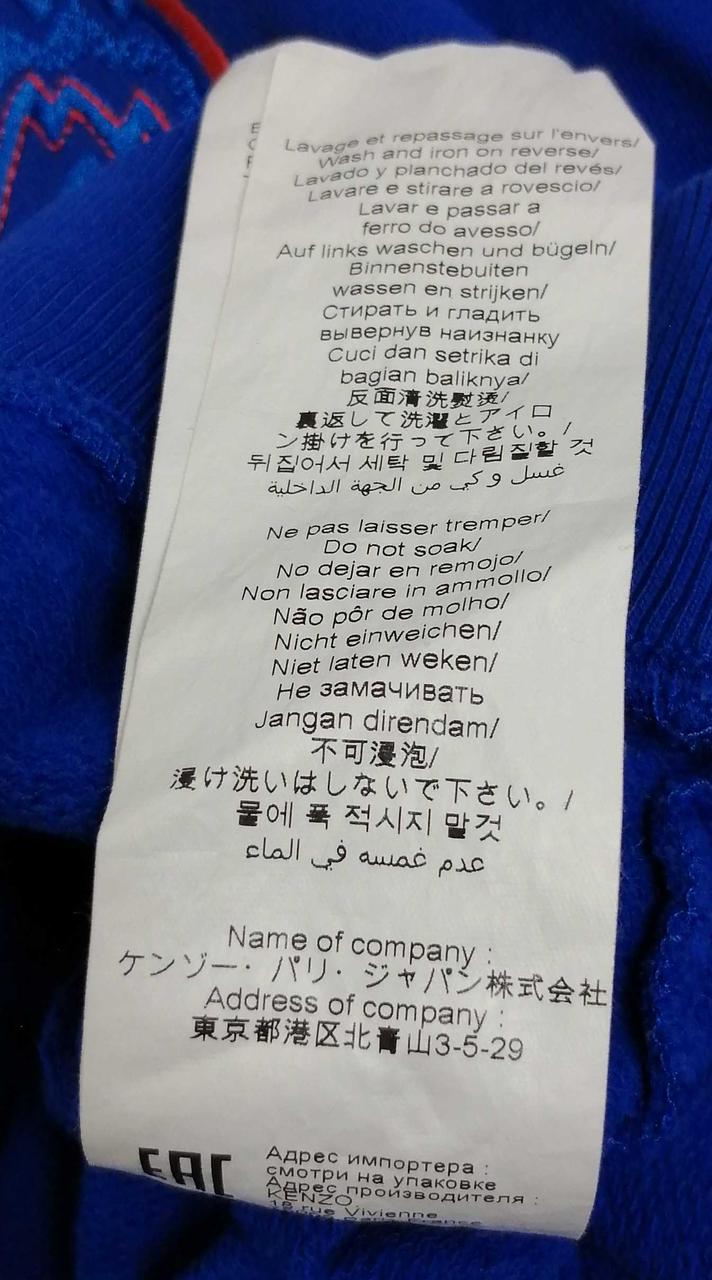 Lavage et repassage sur l'envers/
Wash and iron on reverse/
Lavado y planchado del revés/
Lavare e stirare a rovescio/
Lavar e passar a
ferro do avesso/
Auf links waschen und bügeln/
Binnenstebuiten
wassen en strijken/
Стирать и гладить
вывернув наизнанку
Cuci dan setrika di
bagian baliknya/
反面清洗熨烫/
裏返して洗濯とアイロ
ン掛けを行って下さい。/
뒤집어서 세탁 및 다림질할 것
غسل و كي من الجهة الداخلية
Ne pas laisser tremper/
Do not soak/
No dejar en remojo/
Non lasciare in ammollo/
Não pôr de molho/
Nicht einweichen/
Niet laten weken/
Не замачивать
Jangan direndam/
不可浸泡/
浸け洗いはしないで下さい。/
물에 푹 적시지 말것
عدم غمسه في الماء
Name of company :
ケンゾー・パリ・ジャパン株式会社
Address of company :
東京都港区北青山3-5-29
EAC
Адрес импортера :
смотри на упаковке
Адрес производителя :
KENZO
18 rue Vivienne
Paris France